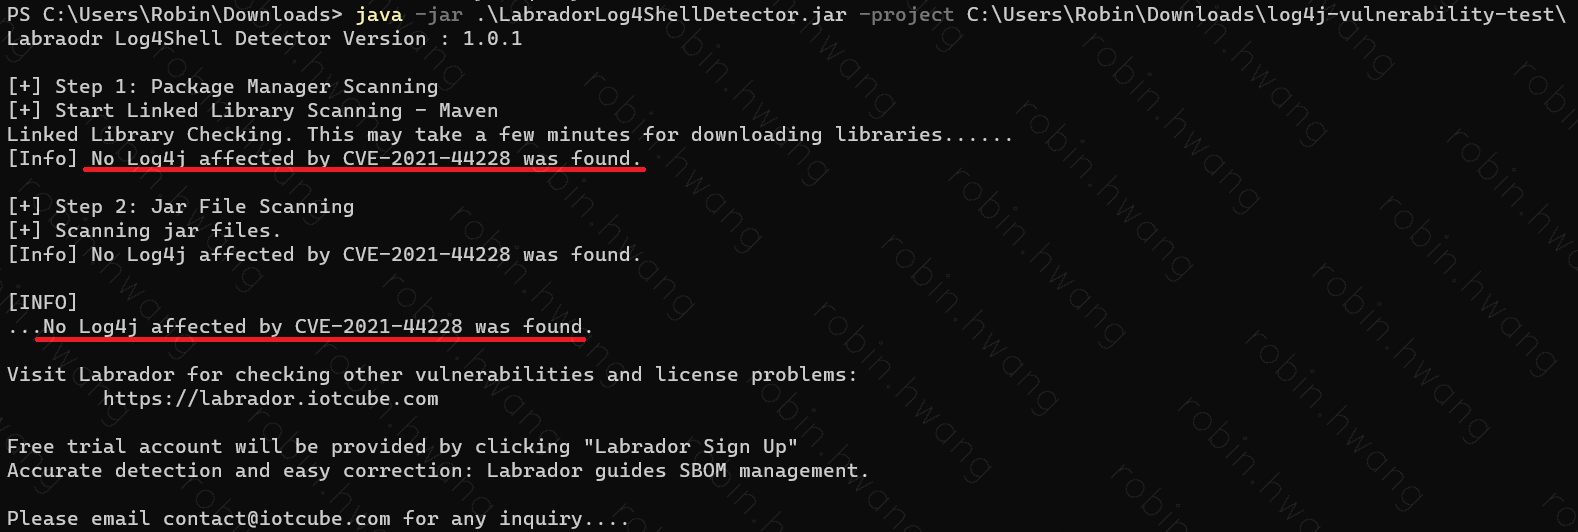 PS C:\Users\Robin\Downloads> java -jar .\LabradorLog4ShellDetector.jar -project C:\Users\Robin\Downloads\log4j-vulnerability-test\
Labraodr Log4Shell Detector Version : 1.0.1
[+] Step 1: Package Manager Scanning
[+] Start Linked Library Scanning - Maven
Linked Library Checking. This may take a few minutes for downloading libraries......
[Info] No Log4j affected by CVE-2021-44228 was found.
[+] Step 2: Jar File Scanning
[+] Scanning jar files.
[Info] No Log4j affected by CVE-2021-44228 was found.
[INFO]
...No Log4j affected by CVE-2021-44228 was found.
Visit Labrador for checking other vulnerabilities and license problems:
https://labrador.iotcube.com
Free trial account will be provided by clicking "Labrador Sign Up"
Accurate detection and easy correction: Labrador guides SBOM management.
Please email contact@iotcube.com for any inquiry....
robin.hwang